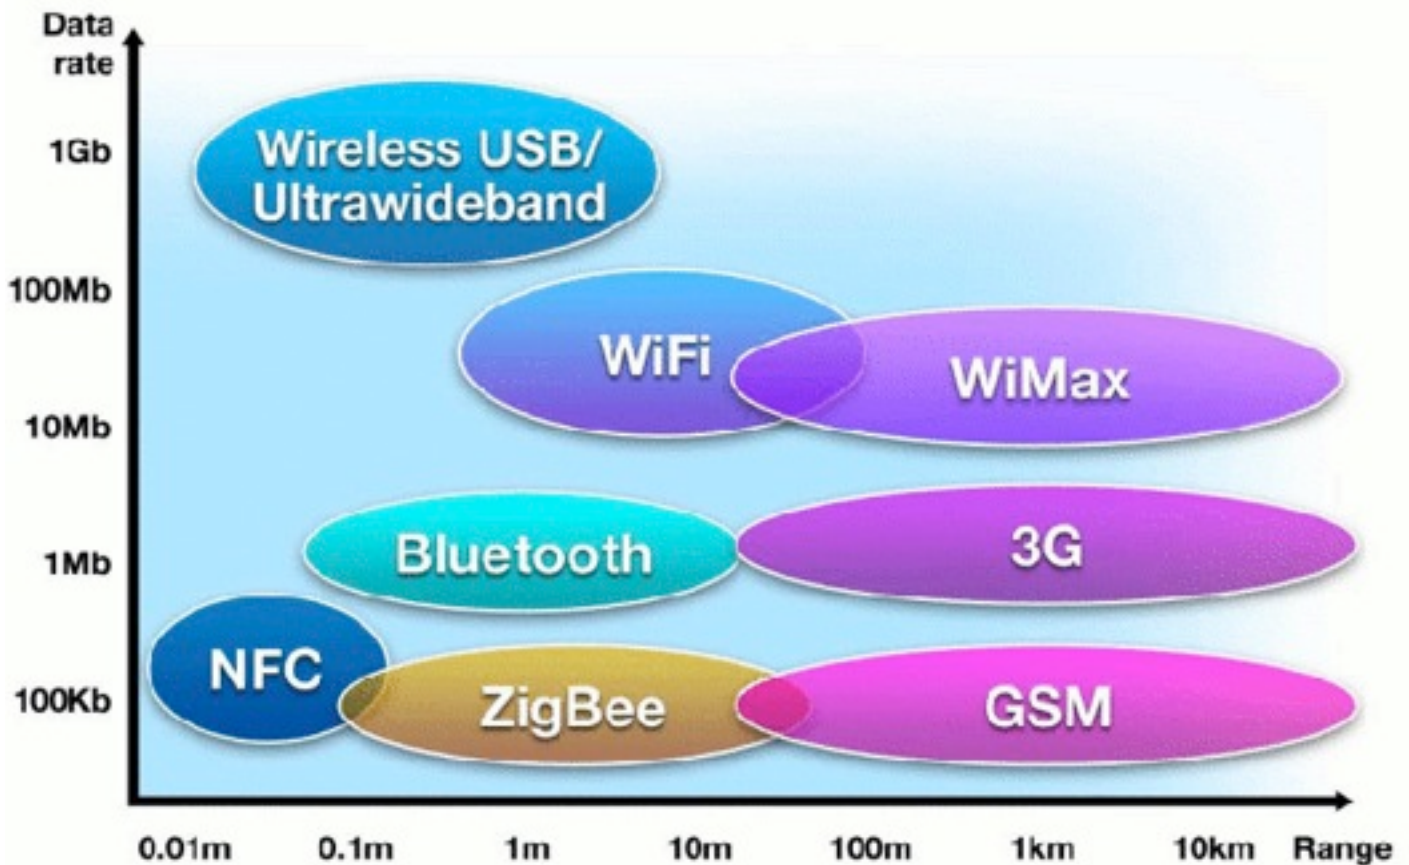 Data
rate
1Gb
Wireless USB/
Ultrawideband
100Mb
WiFi
WiMax
10Mb
Bluetooth
3G
1Mb
NFC
ZigBee
GSM
100Kb
0.01m 0.1m 1m 10m 100m 1km 10km Range